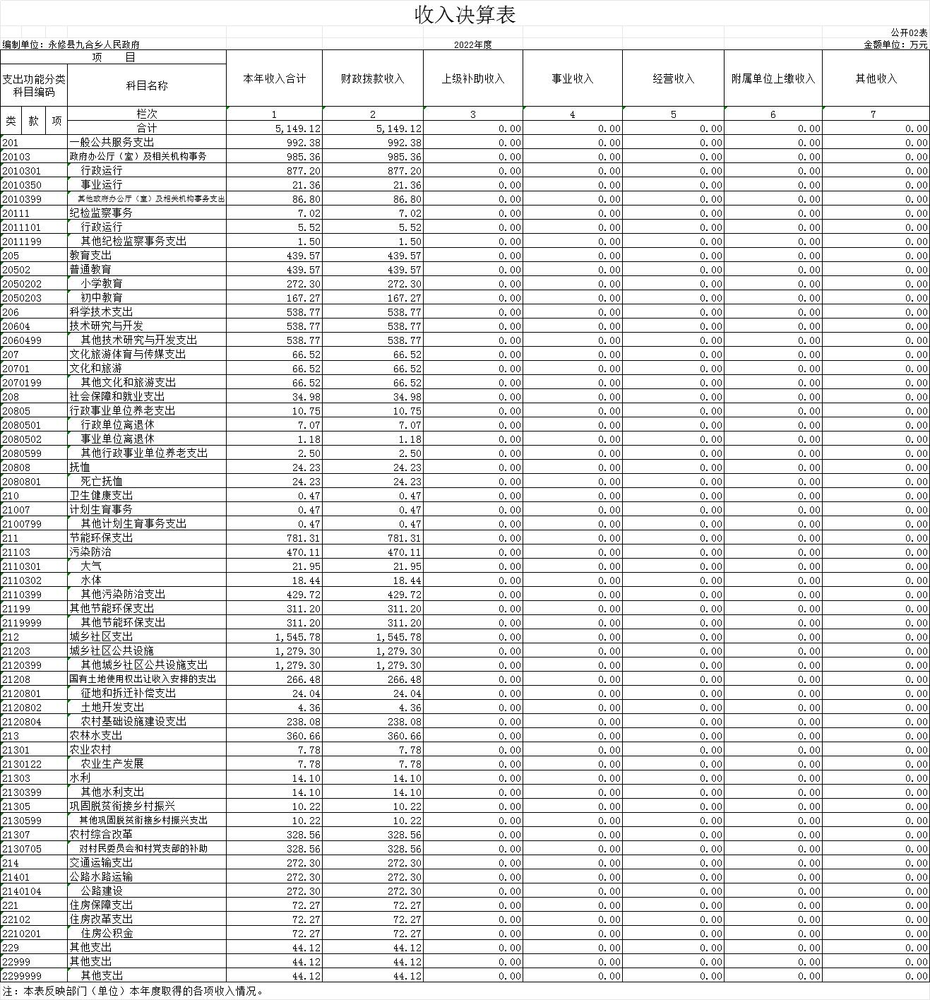 收入决算表
公开02表
编制单位：永修县九合乡人民政府 2022年度 金额单位：万元
项 目 本年收入合计 财政拨款收入 上级补助收入 事业收入 经营收入 附属单位上缴收入 其他收入
支出功能分类科目编码 科目名称
类 款 项 栏次 1 2 3 4 5 6 7
合计 5,149.12 5,149.12 0.00 0.00 0.00 0.00 0.00
201 一般公共服务支出 992.38 992.38 0.00 0.00 0.00 0.00 0.00
20103 政府办公厅（室）及相关机构事务 985.36 985.36 0.00 0.00 0.00 0.00 0.00
2010301 行政运行 877.20 877.20 0.00 0.00 0.00 0.00 0.00
2010350 事业运行 21.36 21.36 0.00 0.00 0.00 0.00 0.00
2010399 其他政府办公厅（室）及相关机构事务支出 86.80 86.80 0.00 0.00 0.00 0.00 0.00
20111 纪检监察事务 7.02 7.02 0.00 0.00 0.00 0.00 0.00
2011101 行政运行 5.52 5.52 0.00 0.00 0.00 0.00 0.00
2011199 其他纪检监察事务支出 1.50 1.50 0.00 0.00 0.00 0.00 0.00
205 教育支出 439.57 439.57 0.00 0.00 0.00 0.00 0.00
20502 普通教育 439.57 439.57 0.00 0.00 0.00 0.00 0.00
2050202 小学教育 272.30 272.30 0.00 0.00 0.00 0.00 0.00
2050203 初中教育 167.27 167.27 0.00 0.00 0.00 0.00 0.00
206 科学技术支出 538.77 538.77 0.00 0.00 0.00 0.00 0.00
20604 技术研究与开发 538.77 538.77 0.00 0.00 0.00 0.00 0.00
2060499 其他技术研究与开发支出 538.77 538.77 0.00 0.00 0.00 0.00 0.00
207 文化旅游体育与传媒支出 66.52 66.52 0.00 0.00 0.00 0.00 0.00
20701 文化和旅游 66.52 66.52 0.00 0.00 0.00 0.00 0.00
2070199 其他文化和旅游支出 66.52 66.52 0.00 0.00 0.00 0.00 0.00
208 社会保障和就业支出 34.98 34.98 0.00 0.00 0.00 0.00 0.00
20805 行政事业单位养老支出 10.75 10.75 0.00 0.00 0.00 0.00 0.00
2080501 行政单位离退休 7.07 7.07 0.00 0.00 0.00 0.00 0.00
2080502 事业单位离退休 1.18 1.18 0.00 0.00 0.00 0.00 0.00
2080599 其他行政事业单位养老支出 2.50 2.50 0.00 0.00 0.00 0.00 0.00
20808 抚恤 24.23 24.23 0.00 0.00 0.00 0.00 0.00
2080801 死亡抚恤 24.23 24.23 0.00 0.00 0.00 0.00 0.00
210 卫生健康支出 0.47 0.47 0.00 0.00 0.00 0.00 0.00
21007 计划生育事务 0.47 0.47 0.00 0.00 0.00 0.00 0.00
2100799 其他计划生育事务支出 0.47 0.47 0.00 0.00 0.00 0.00 0.00
211 节能环保支出 781.31 781.31 0.00 0.00 0.00 0.00 0.00
21103 污染防治 470.11 470.11 0.00 0.00 0.00 0.00 0.00
2110301 大气 21.95 21.95 0.00 0.00 0.00 0.00 0.00
2110302 水体 18.44 18.44 0.00 0.00 0.00 0.00 0.00
2110399 其他污染防治支出 429.72 429.72 0.00 0.00 0.00 0.00 0.00
21199 其他节能环保支出 311.20 311.20 0.00 0.00 0.00 0.00 0.00
2119999 其他节能环保支出 311.20 311.20 0.00 0.00 0.00 0.00 0.00
212 城乡社区支出 1,545.78 1,545.78 0.00 0.00 0.00 0.00 0.00
21203 城乡社区公共设施 1,279.30 1,279.30 0.00 0.00 0.00 0.00 0.00
2120399 其他城乡社区公共设施支出 1,279.30 1,279.30 0.00 0.00 0.00 0.00 0.00
21208 国有土地使用权出让收入安排的支出 266.48 266.48 0.00 0.00 0.00 0.00 0.00
2120801 征地和拆迁补偿支出 24.04 24.04 0.00 0.00 0.00 0.00 0.00
2120802 土地开发支出 4.36 4.36 0.00 0.00 0.00 0.00 0.00
2120804 农村基础设施建设支出 238.08 238.08 0.00 0.00 0.00 0.00 0.00
213 农林水支出 360.66 360.66 0.00 0.00 0.00 0.00 0.00
21301 农业农村 7.78 7.78 0.00 0.00 0.00 0.00 0.00
2130122 农业生产发展 7.78 7.78 0.00 0.00 0.00 0.00 0.00
21303 水利 14.10 14.10 0.00 0.00 0.00 0.00 0.00
2130399 其他水利支出 14.10 14.10 0.00 0.00 0.00 0.00 0.00
21305 巩固脱贫衔接乡村振兴 10.22 10.22 0.00 0.00 0.00 0.00 0.00
2130599 其他巩固脱贫衔接乡村振兴支出 10.22 10.22 0.00 0.00 0.00 0.00 0.00
21307 农村综合改革 328.56 328.56 0.00 0.00 0.00 0.00 0.00
2130705 对村民委员会和村党支部的补助 328.56 328.56 0.00 0.00 0.00 0.00 0.00
214 交通运输支出 272.30 272.30 0.00 0.00 0.00 0.00 0.00
21401 公路水路运输 272.30 272.30 0.00 0.00 0.00 0.00 0.00
2140104 公路建设 272.30 272.30 0.00 0.00 0.00 0.00 0.00
221 住房保障支出 72.27 72.27 0.00 0.00 0.00 0.00 0.00
22102 住房改革支出 72.27 72.27 0.00 0.00 0.00 0.00 0.00
2210201 住房公积金 72.27 72.27 0.00 0.00 0.00 0.00 0.00
229 其他支出 44.12 44.12 0.00 0.00 0.00 0.00 0.00
22999 其他支出 44.12 44.12 0.00 0.00 0.00 0.00 0.00
2299999 其他支出 44.12 44.12 0.00 0.00 0.00 0.00 0.00
注：本表反映部门（单位）本年度取得的各项收入情况。